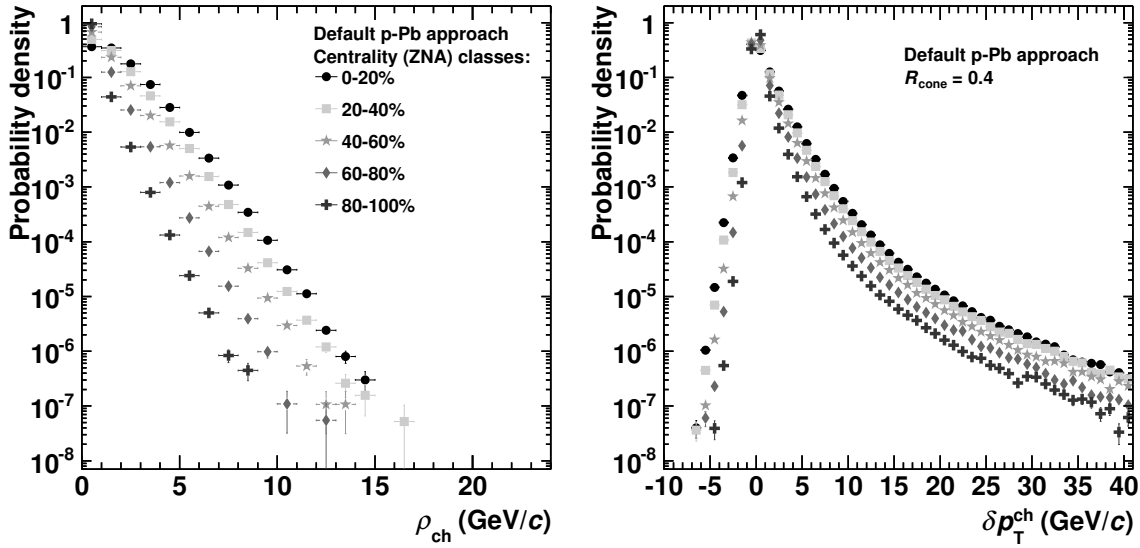 Probability density
1
10^-1
10^-2
10^-3
10^-4
10^-5
10^-6
10^-7
10^-8
Default p-Pb approach
Centrality (ZNA) classes:
0-20%
20-40%
40-60%
60-80%
80-100%
0 5 10 15 20
ρ_ch (GeV/c)
Probability density
1
10^-1
10^-2
10^-3
10^-4
10^-5
10^-6
10^-7
10^-8
Default p-Pb approach
R_cone = 0.4
-10 -5 0 5 10 15 20 25 30 35 40
δp_T^ch (GeV/c)